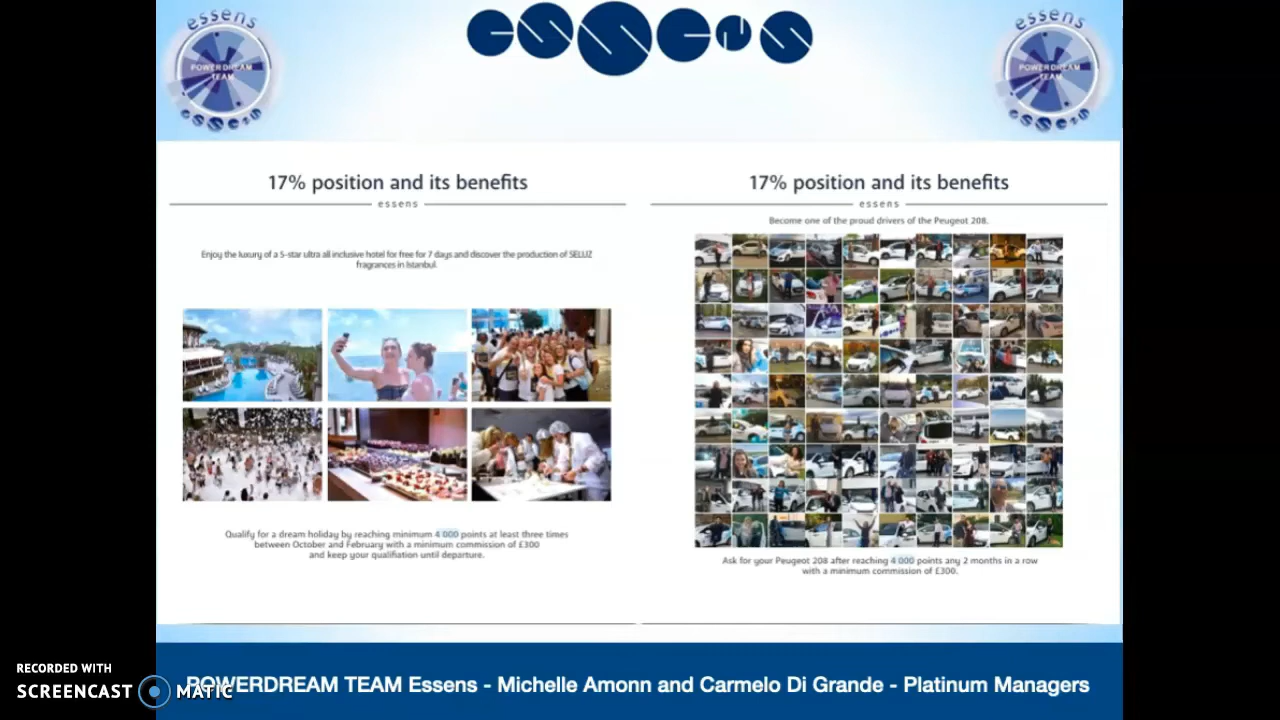 essens
POWER DREAM
TEAM
essens
essens
essens
POWER DREAM
TEAM
essens
17% position and its benefits
essens
Enjoy the luxury of a 5-star ultra all inclusive hotel for free for 7 days and discover the production of SELUZ
fragrances in Istanbul.
Qualify for a dream holiday by reaching minimum 4 000 points at least three times
between October and February with a minimum commission of £300
and keep your qualifiation until departure.
17% position and its benefits
essens
Become one of the proud drivers of the Peugeot 208.
Ask for your Peugeot 208 after reaching 4 000 points any 2 months in a row
with a minimum commission of £300.
POWERDREAM TEAM Essens - Michelle Amonn and Carmelo Di Grande - Platinum Managers
RECORDED WITH
SCREENCAST MATIC